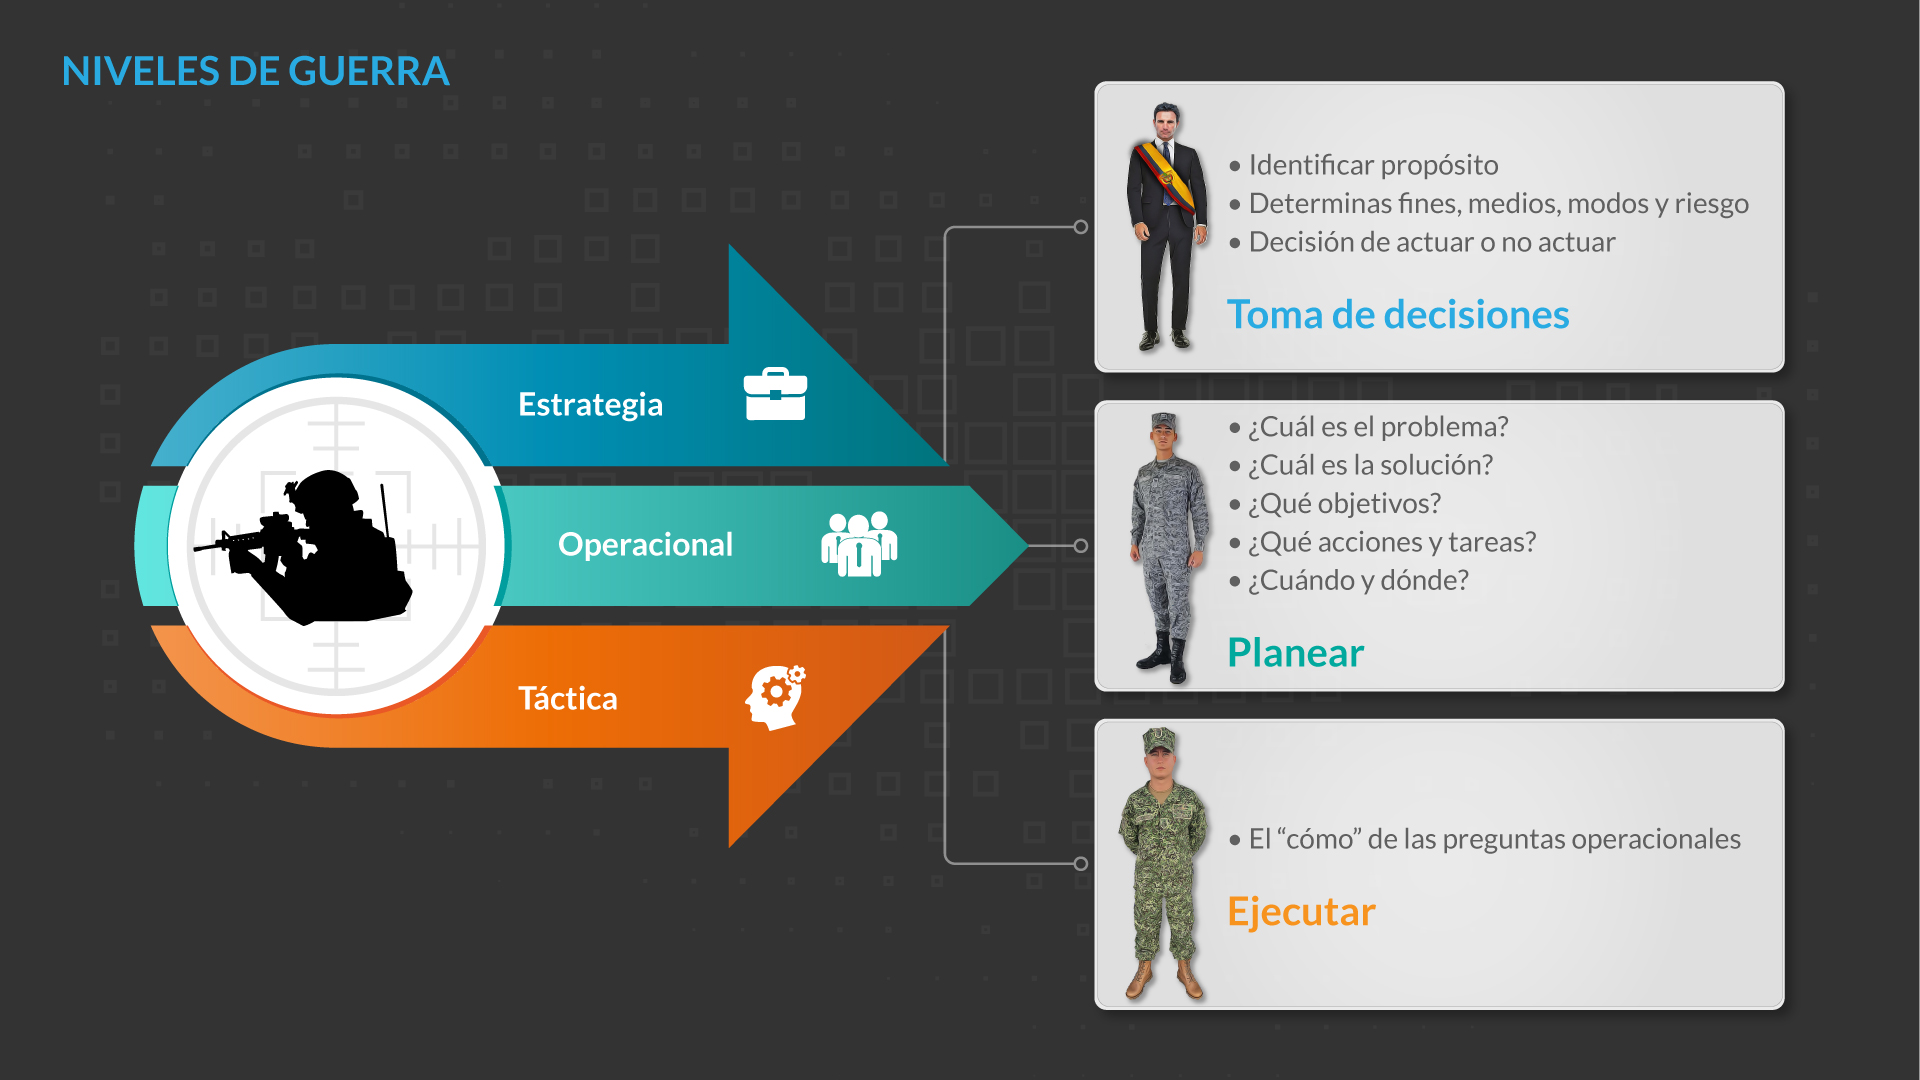 NIVELES DE GUERRA
Estrategia
Operacional
Táctica
• Identificar propósito
• Determinas fines, medios, modos y riesgo
• Decisión de actuar o no actuar
Toma de decisiones
• ¿Cuál es el problema?
• ¿Cuál es la solución?
• ¿Qué objetivos?
• ¿Qué acciones y tareas?
• ¿Cuándo y dónde?
Planear
• El “cómo” de las preguntas operacionales
Ejecutar